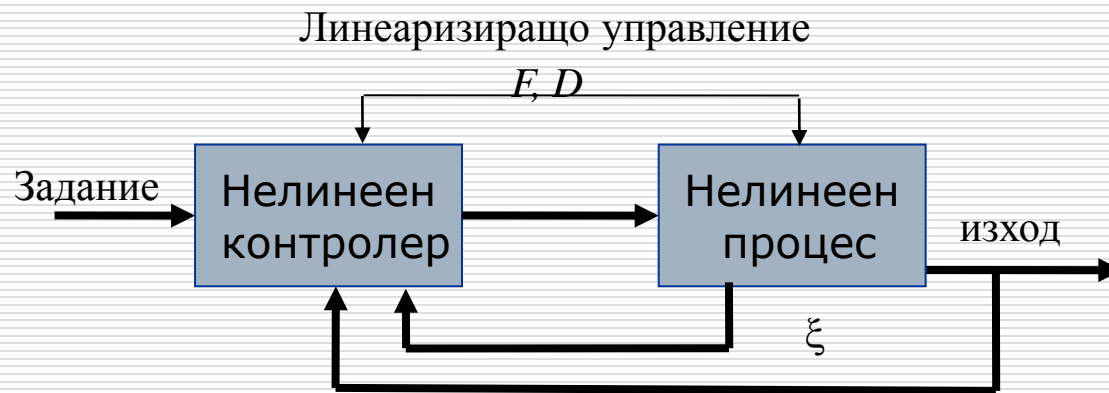 Линеаризиращо управление
F, D
Задание
Нелинеен
контролер
Нелинеен
процес
изход
ξ